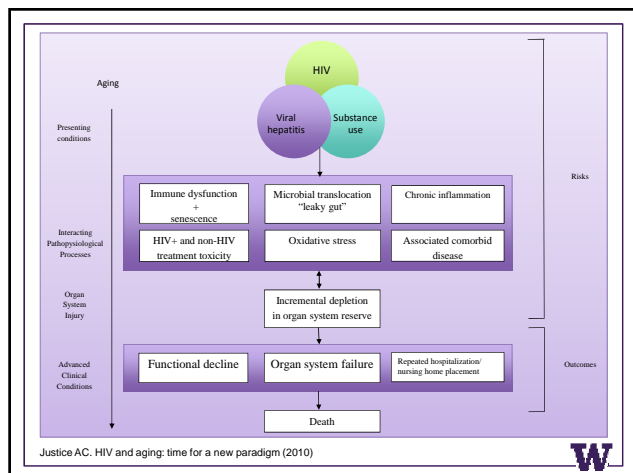 HIV
Aging
Viral
hepatitis
Substance
use
Presenting
conditions
Risks
Immune dysfunction
+
senescence
Microbial translocation
“leaky gut”
Chronic inflammation
Interacting
Pathopysiological
Processes
HIV+ and non-HIV
treatment toxicity
Oxidative stress
Associated comorbid
disease
Organ
System
Injury
Incremental depletion
in organ system reserve
Advanced
Clinical
Conditions
Functional decline
Organ system failure
Repeated hospitalization/
nursing home placement
Outcomes
Death
Justice AC. HIV and aging: time for a new paradigm (2010)
W